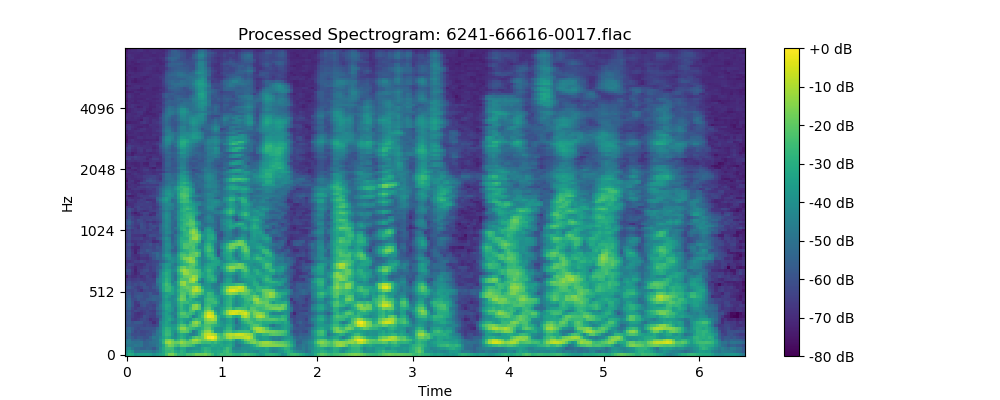 Processed Spectrogram: 6241-66616-0017.flac
Hz
4096
2048
1024
512
0
0 1 2 3 4 5 6
Time
+0 dB
-10 dB
-20 dB
-30 dB
-40 dB
-50 dB
-60 dB
-70 dB
-80 dB